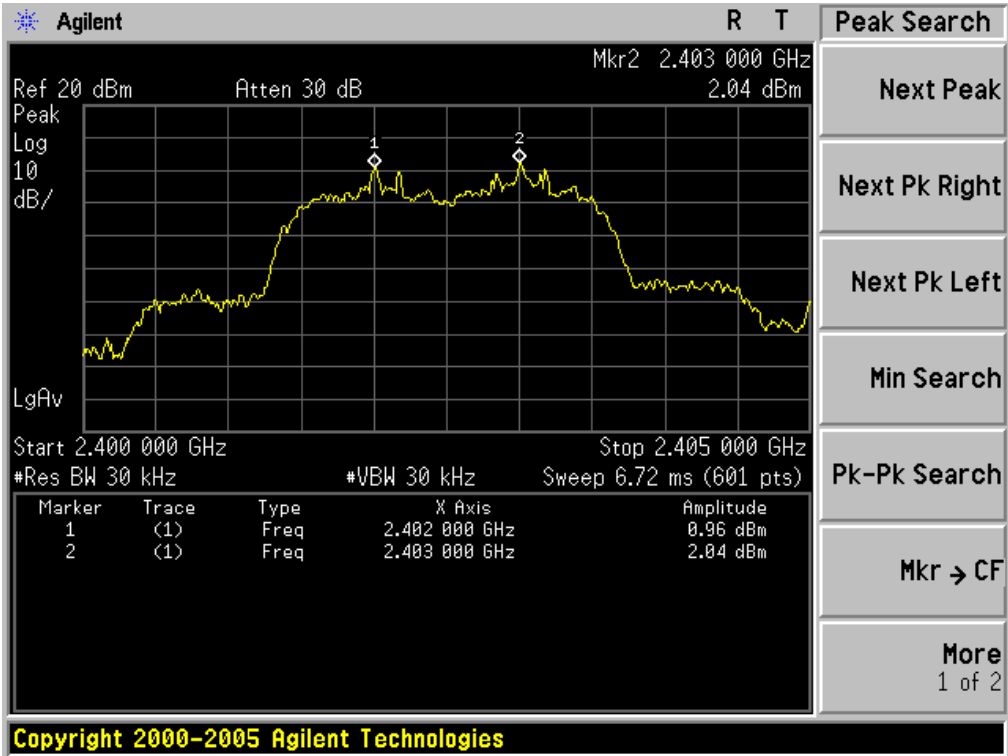 Agilent R T
Peak Search
Mkr2 2.403 000 GHz
Ref 20 dBm Atten 30 dB 2.04 dBm
Peak
Log
10
dB/
1
2
LgAv
Start 2.400 000 GHz Stop 2.405 000 GHz
#Res BW 30 kHz #VBW 30 kHz Sweep 6.72 ms (601 pts)
Marker Trace Type X Axis Amplitude
1 (1) Freq 2.402 000 GHz 0.96 dBm
2 (1) Freq 2.403 000 GHz 2.04 dBm
Next Peak
Next Pk Right
Next Pk Left
Min Search
Pk-Pk Search
Mkr → CF
More
1 of 2
Copyright 2000-2005 Agilent Technologies